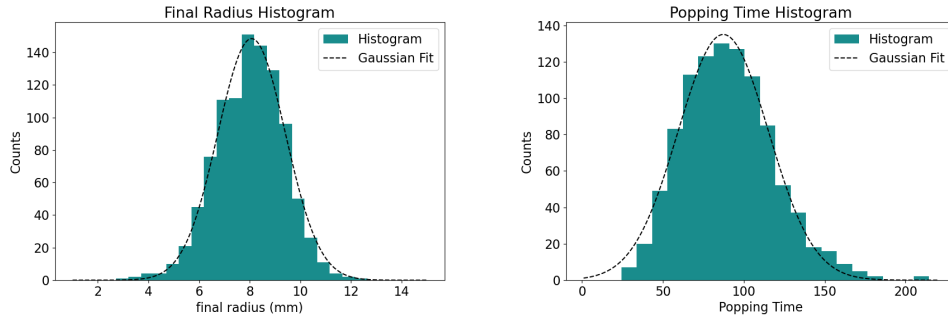 Final Radius Histogram
Histogram
Gaussian Fit
Counts
0
20
40
60
80
100
120
140
2
4
6
8
10
12
14
final radius (mm)
Popping Time Histogram
Histogram
Gaussian Fit
Counts
0
20
40
60
80
100
120
140
0
50
100
150
200
Popping Time